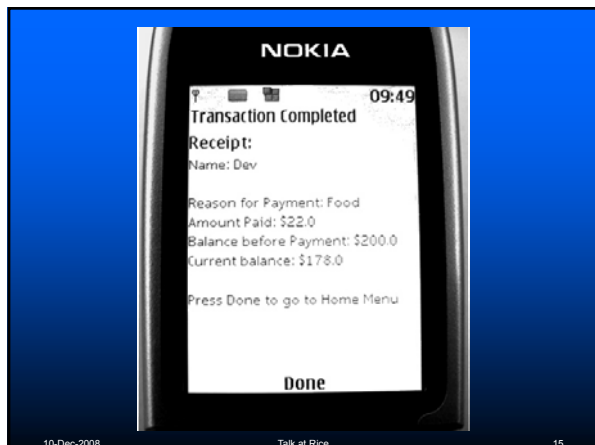 NOKIA
09:49
Transaction Completed
Receipt:
Name: Dev
Reason for Payment: Food
Amount Paid: $22.0
Balance before Payment: $200.0
Current balance: $178.0
Press Done to go to Home Menu
Done
10-Dec-2008 Talk at Rice 15